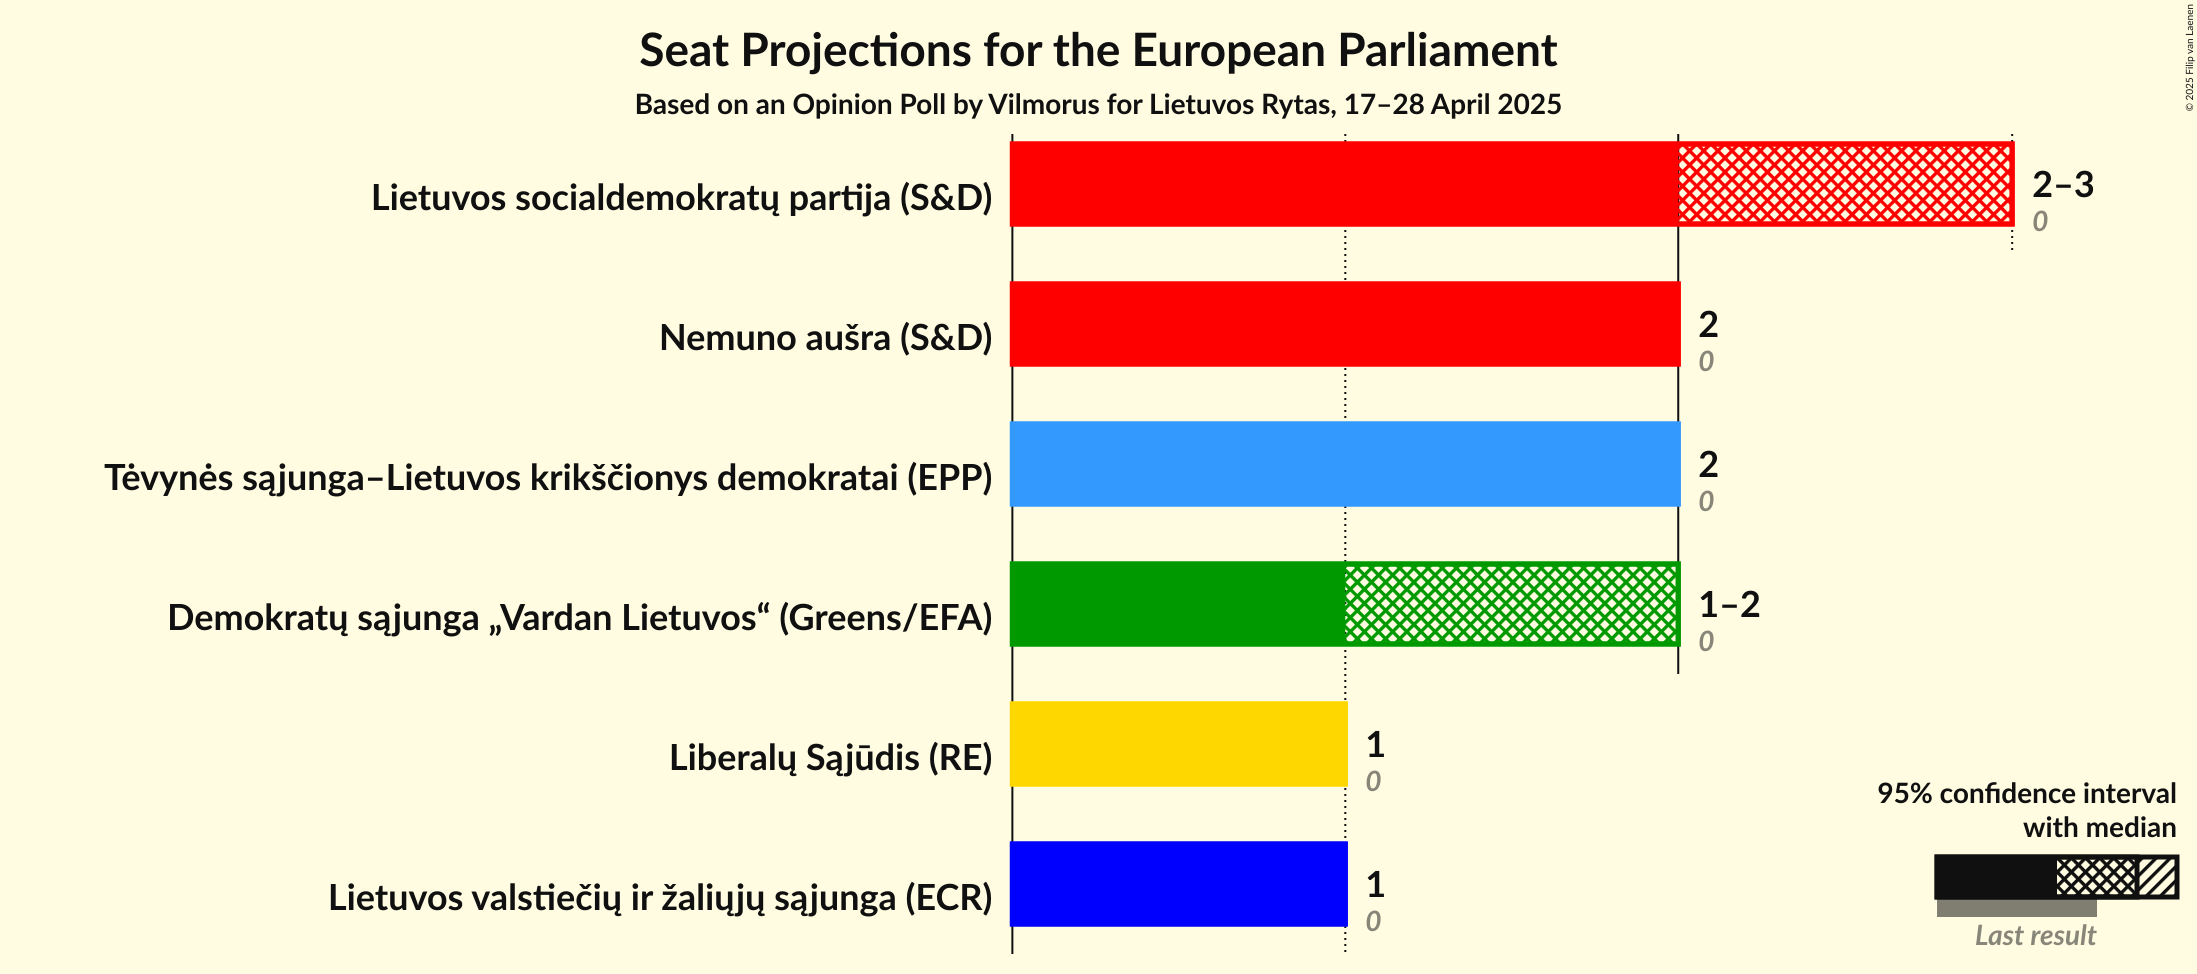 Seat Projections for the European Parliament
Based on an Opinion Poll by Vilmorus for Lietuvos Rytas, 17–28 April 2025
© 2025 Filip van Laenen
Lietuvos socialdemokratų partija (S&D)
2–3
0
Nemuno aušra (S&D)
2
0
Tėvynės sąjunga–Lietuvos krikščionys demokratai (EPP)
2
0
Demokratų sąjunga „Vardan Lietuvos“ (Greens/EFA)
1–2
0
Liberalų Sąjūdis (RE)
1
0
Lietuvos valstiečių ir žaliųjų sąjunga (ECR)
1
0
95% confidence interval
with median
Last result